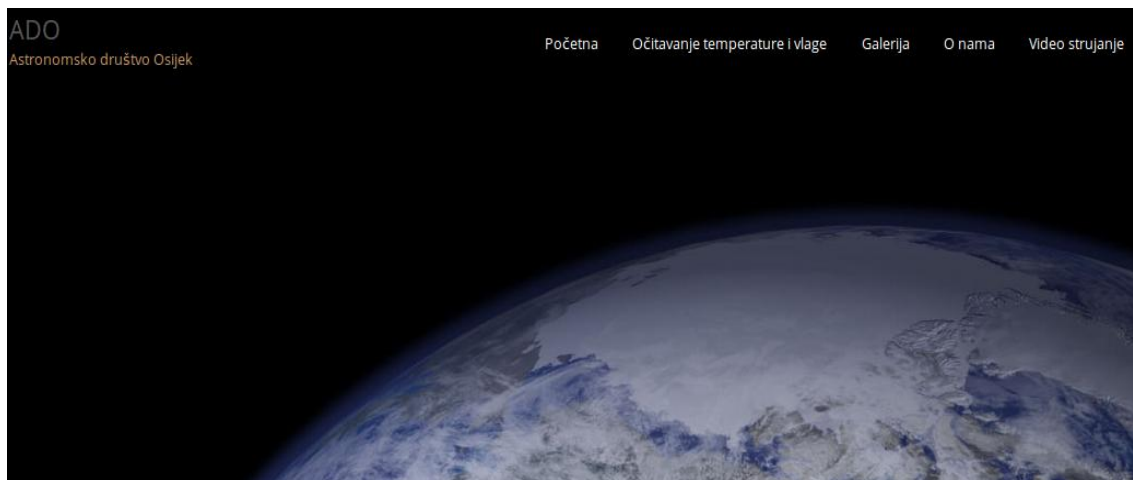 ADO
Astronomsko društvo Osijek
Početna Očitavanje temperature i vlage Galerija O nama Video strujanje